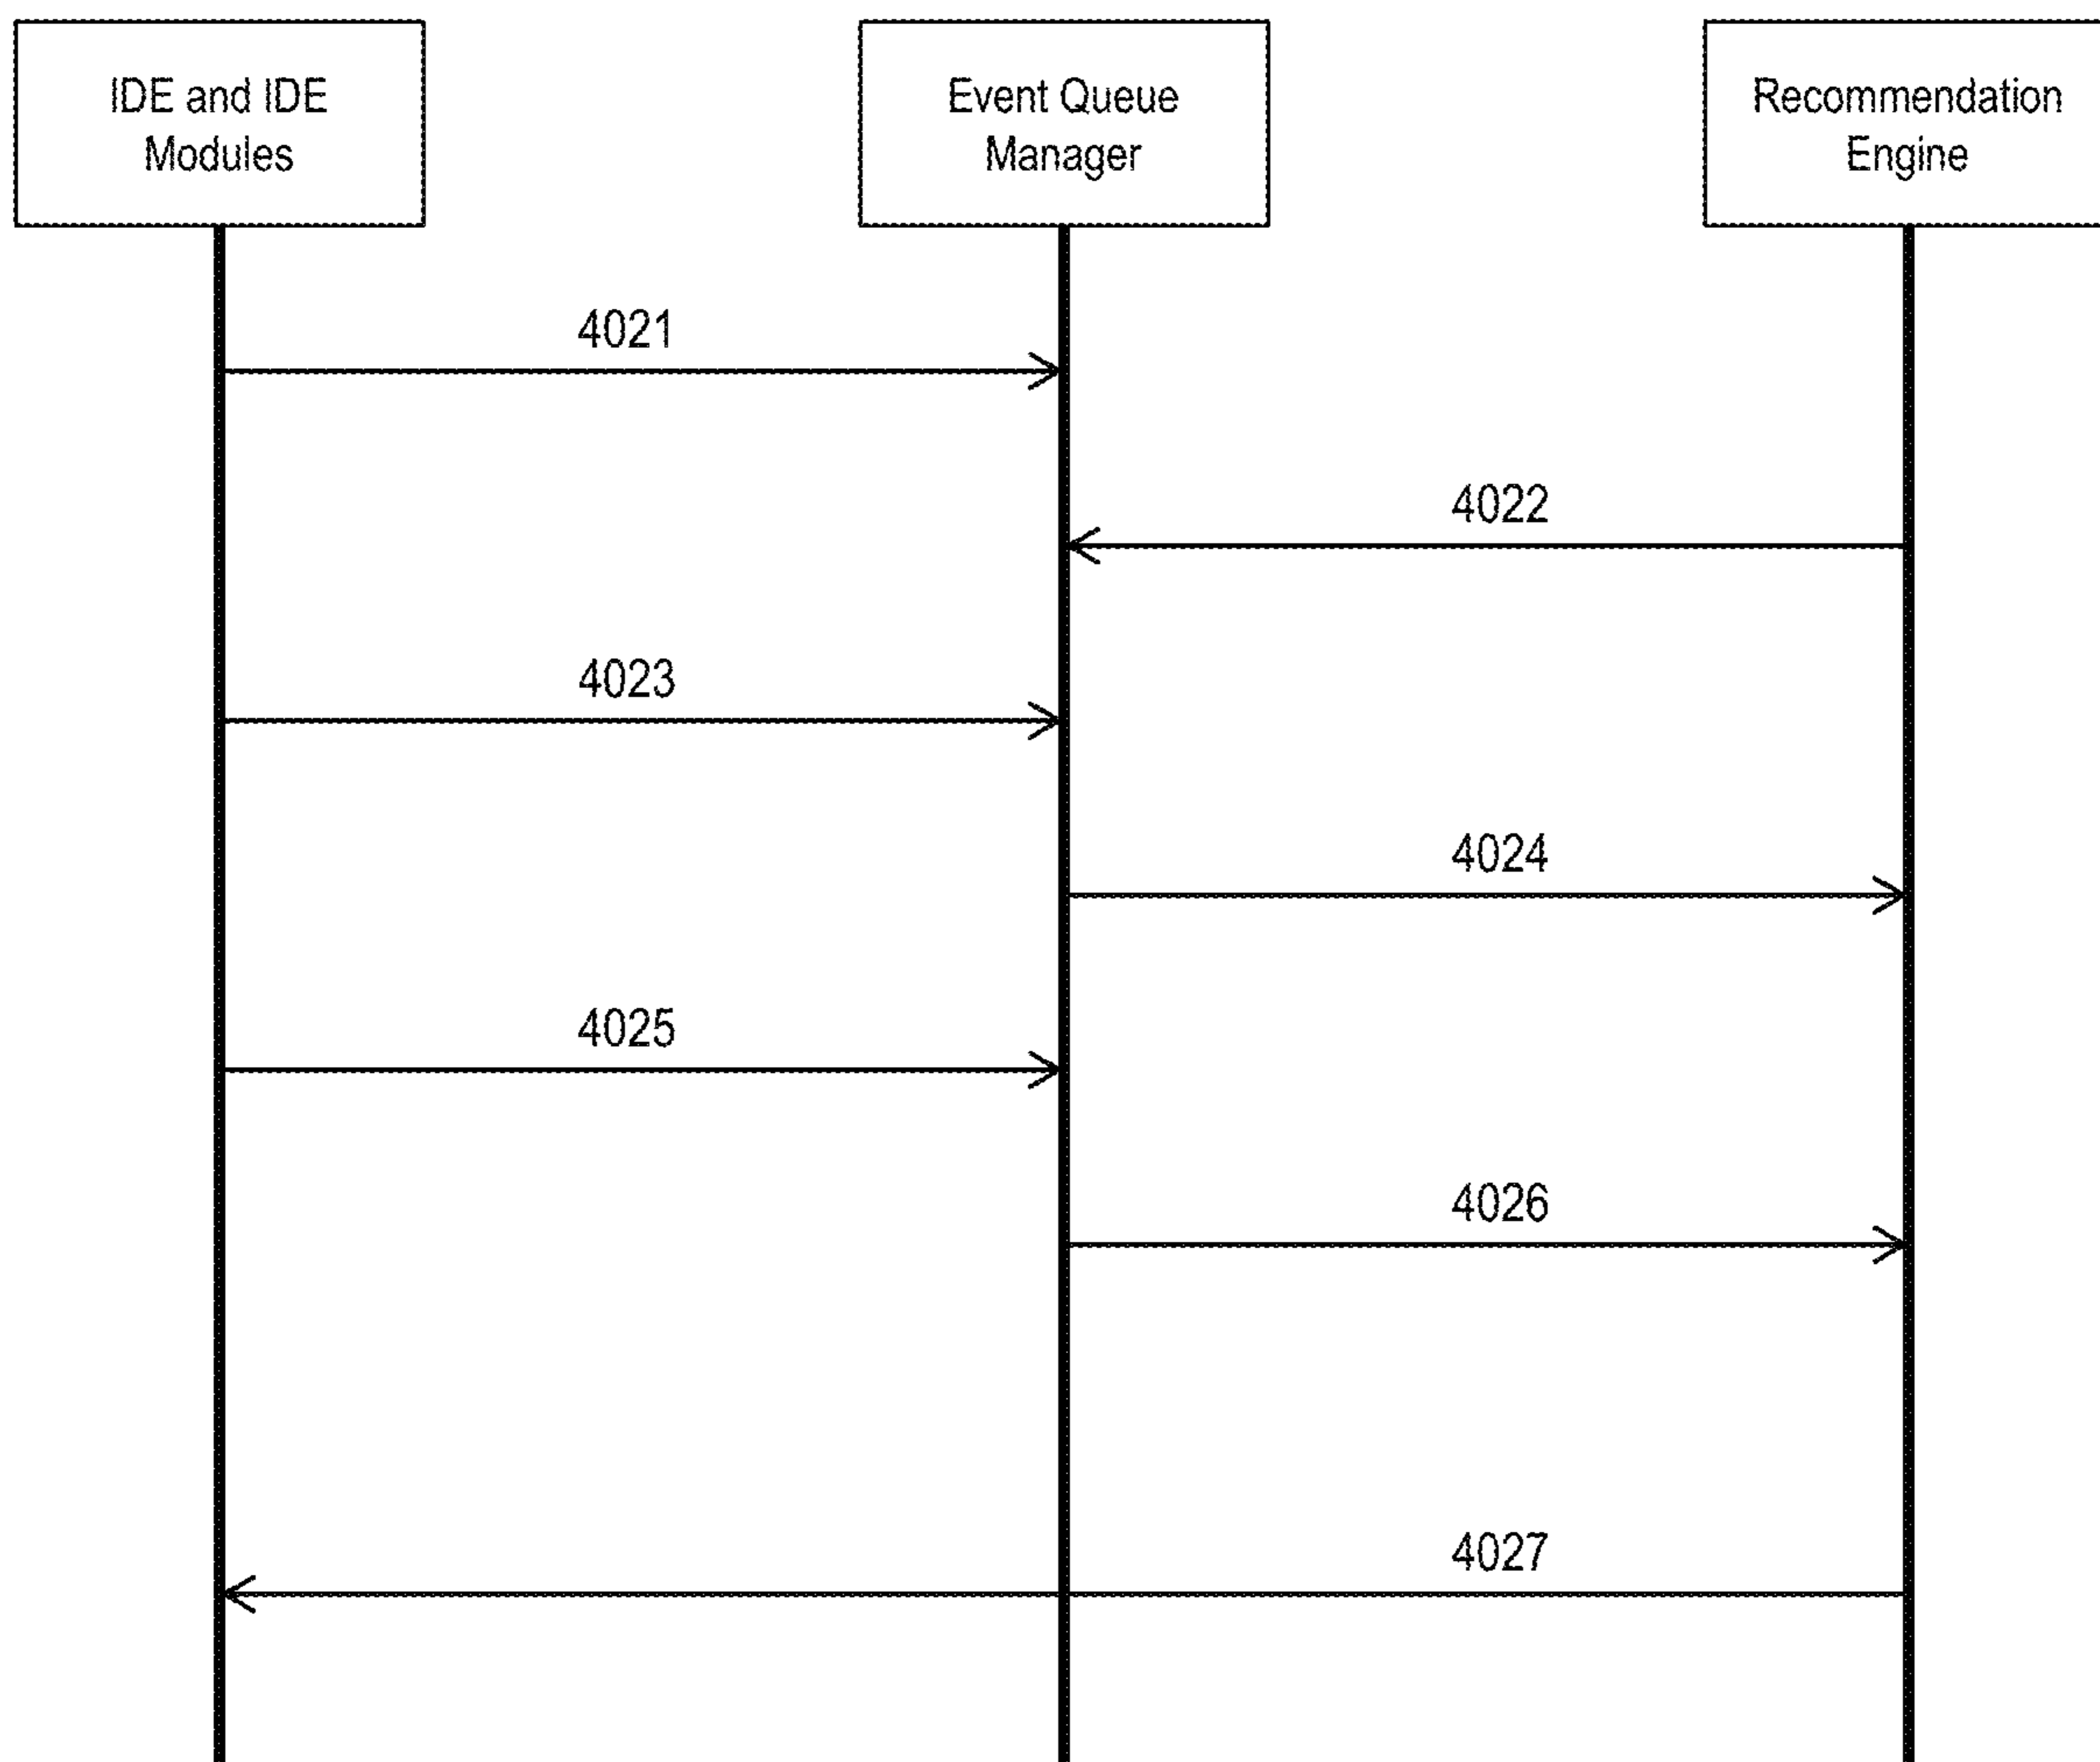 IDE and IDE
Modules
Event Queue
Manager
Recommendation
Engine
4021
4022
4023
4024
4025
4026
4027